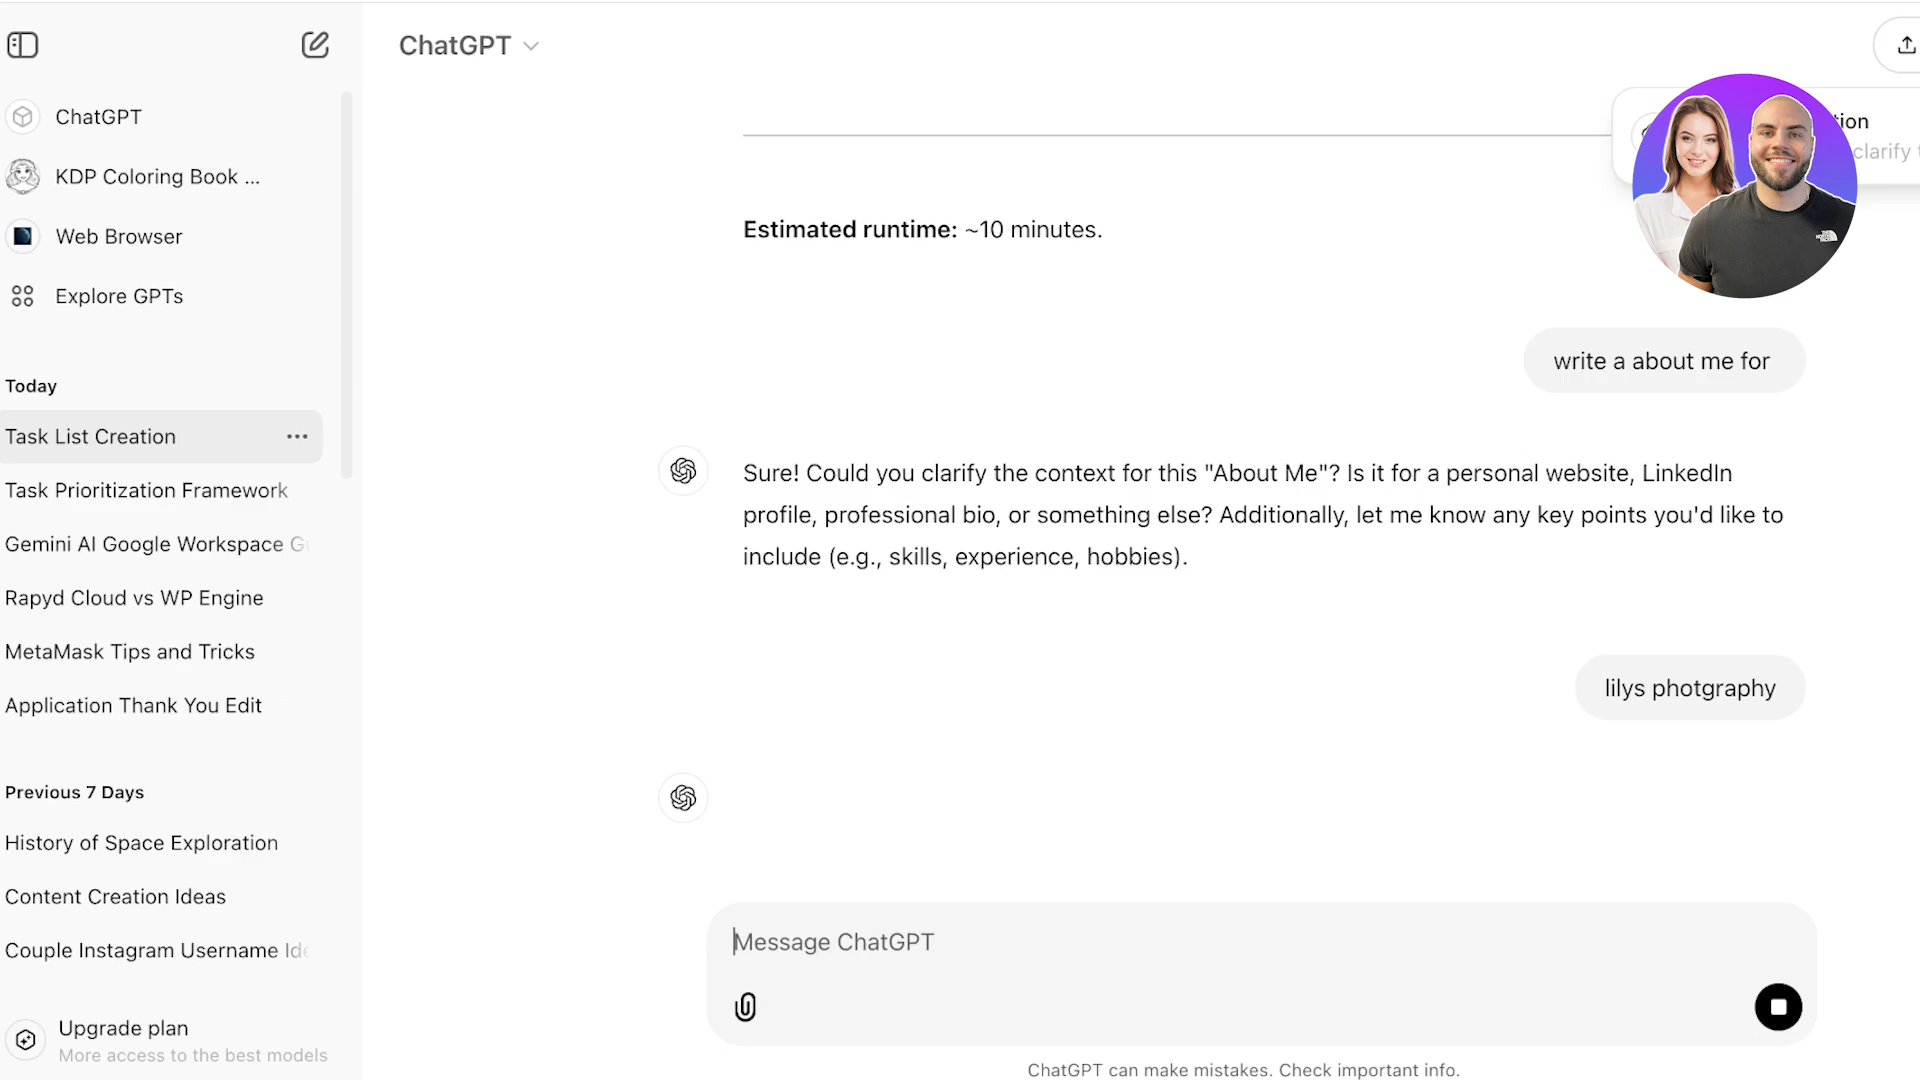 ChatGPT
KDP Coloring Book ...
Web Browser
Explore GPTs
Today
Task List Creation
Task Prioritization Framework
Gemini AI Google Workspace G
Rapyd Cloud vs WP Engine
MetaMask Tips and Tricks
Application Thank You Edit
Previous 7 Days
History of Space Exploration
Content Creation Ideas
Couple Instagram Username Ide
Upgrade plan
More access to the best models
ChatGPT
tion
clarify t
Estimated runtime: ~10 minutes.
write a about me for
Sure! Could you clarify the context for this "About Me"? Is it for a personal website, LinkedIn
profile, professional bio, or something else? Additionally, let me know any key points you'd like to
include (e.g., skills, experience, hobbies).
lilys photgraphy
Message ChatGPT
ChatGPT can make mistakes. Check important info.